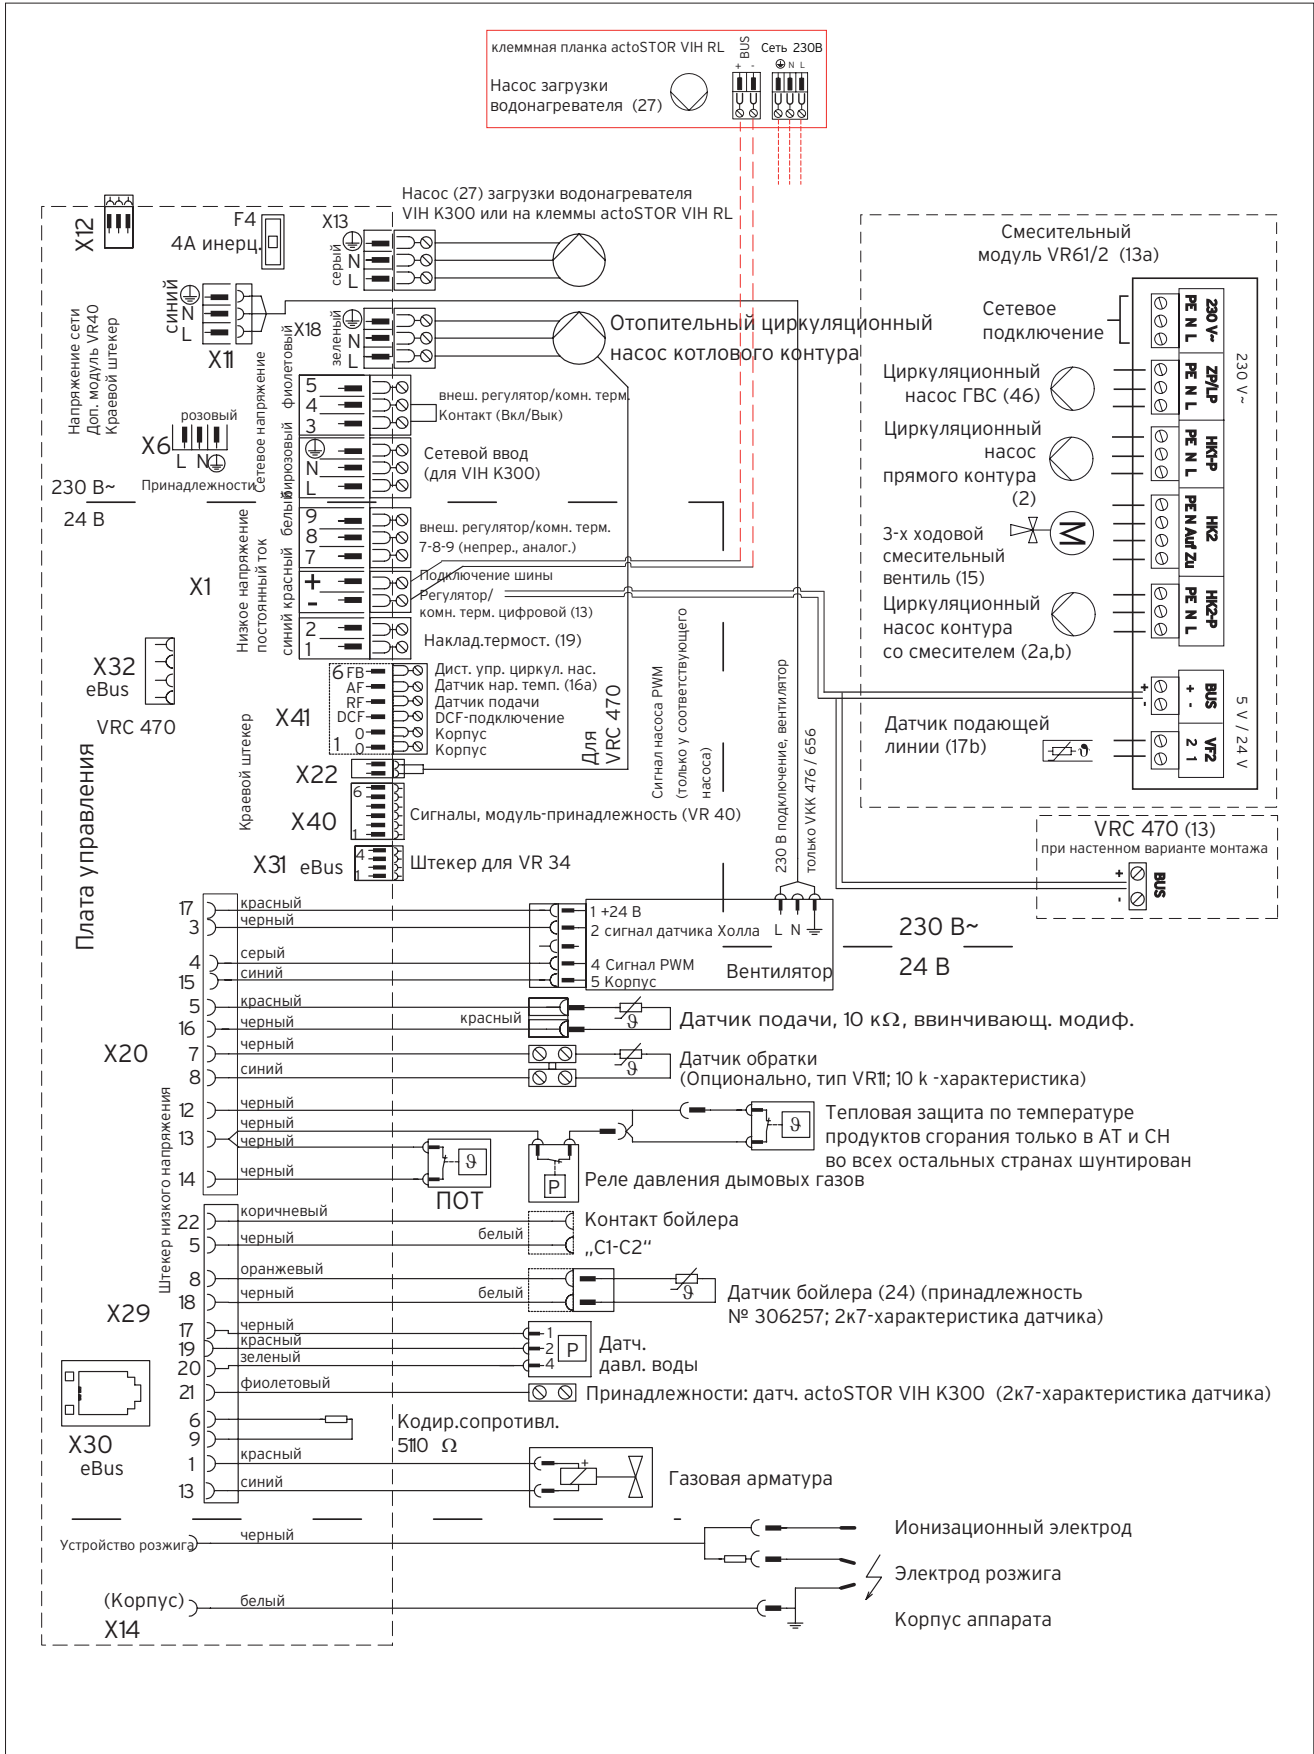 клеммная планка actoSTOR VIH RL
BUS
Сеть 230В
+ -
N L
Насос загрузки
водонагревателя (27)
Насос (27) загрузки водонагревателя
VIH K300 или на клеммы actoSTOR VIH RL
X12
F4
4А инерц.
X13
серый
N
L
синий
N
L
X11
X18
зеленый
N
L
Отопительный циркуляционный
насос котлового контура
Напряжение сети
Доп. модуль VR40
Краевой штекер
розовый
X6
L N
Принадлежности
Сетевое напряжение
фиолетовый
5
4
3
внеш. регулятор/комн. терм.
Контакт (Вкл/Вык)
бирюзовый
N
L
Сетевой ввод
(для VIH K300)
230 В~
24 В
X1
Низкое напряжение
постоянный ток
белый
9
8
7
внеш. регулятор/комн. терм.
7-8-9 (непрер., аналог.)
красный
+
-
Подключение шины
Регулятор/
комн. терм. цифровой (13)
синий
2
1
Наклад.термост. (19)
X32
eBus
VRC 470
Плата управления
Краевой штекер
X41
6 FB
AF
RF
DCF
0
1 0
Дист. упр. циркул. нас.
Датчик нар. темп. (16a)
Датчик подачи
DCF-подключение
Корпус
Корпус
Для
VRC 470
X22
X40
6
1
Сигналы, модуль-принадлежность (VR 40)
X31 eBus
4
1
Штекер для VR 34
Сигнал насоса PWM
(только у соответствующего
насоса)
230 В подключение, вентилятор
только VKK 476 / 656
Смесительный
модуль VR61/2 (13a)
Сетевое
подключение
230 V~
PE N L
Циркуляционный
насос ГВС (46)
ZP/LP
PE N L
230 V~
Циркуляционный
насос
прямого контура
(2)
HK1-P
PE N L
3-х ходовой
смесительный
вентиль (15)
M
HK2
PE N Auf Zu
Циркуляционный
насос контура
со смесителем (2a,b)
HK2-P
PE N L
+
-
BUS
+ -
5 V / 24 V
Датчик подающей
линии (17b)
ϑ
VF2
2 1
VRC 470 (13)
при настенном варианте монтажа
+
-
BUS
X20
Штекер низкого напряжения
17 красный
3 черный
4 серый
15 синий
1 +24 В
2 сигнал датчика Холла
4 Сигнал PWM
5 Корпус
L N
Вентилятор
230 В~
24 В
5 красный
16 черный
красный
ϑ
Датчик подачи, 10 кΩ, ввинчивающ. модиф.
7 черный
8 синий
ϑ
Датчик обратки
(Опционально, тип VR11; 10 k -характеристика)
12 черный
13 черный
черный
14 черный
ϑ
ПОТ
P
Реле давления дымовых газов
ϑ
Тепловая защита по температуре
продуктов сгорания только в AT и CH
во всех остальных странах шунтирован
22 коричневый
5 черный
белый
Контакт бойлера
„C1-C2“
X29
8 оранжевый
18 черный
белый
ϑ
Датчик бойлера (24) (принадлежность
№ 306257; 2к7-характеристика датчика)
17 черный
19 красный
20 зеленый
1
2
4
P
Датч.
давл. воды
21 фиолетовый
Принадлежности: датч. actoSTOR VIH K300 (2к7-характеристика датчика)
X30
eBus
6
9
Кодир.сопротивл.
5110 Ω
1 красный
13 синий
+
Газовая арматура
Устройство розжига
черный
Ионизационный электрод
Электрод розжига
(Корпус)
X14
белый
Корпус аппарата